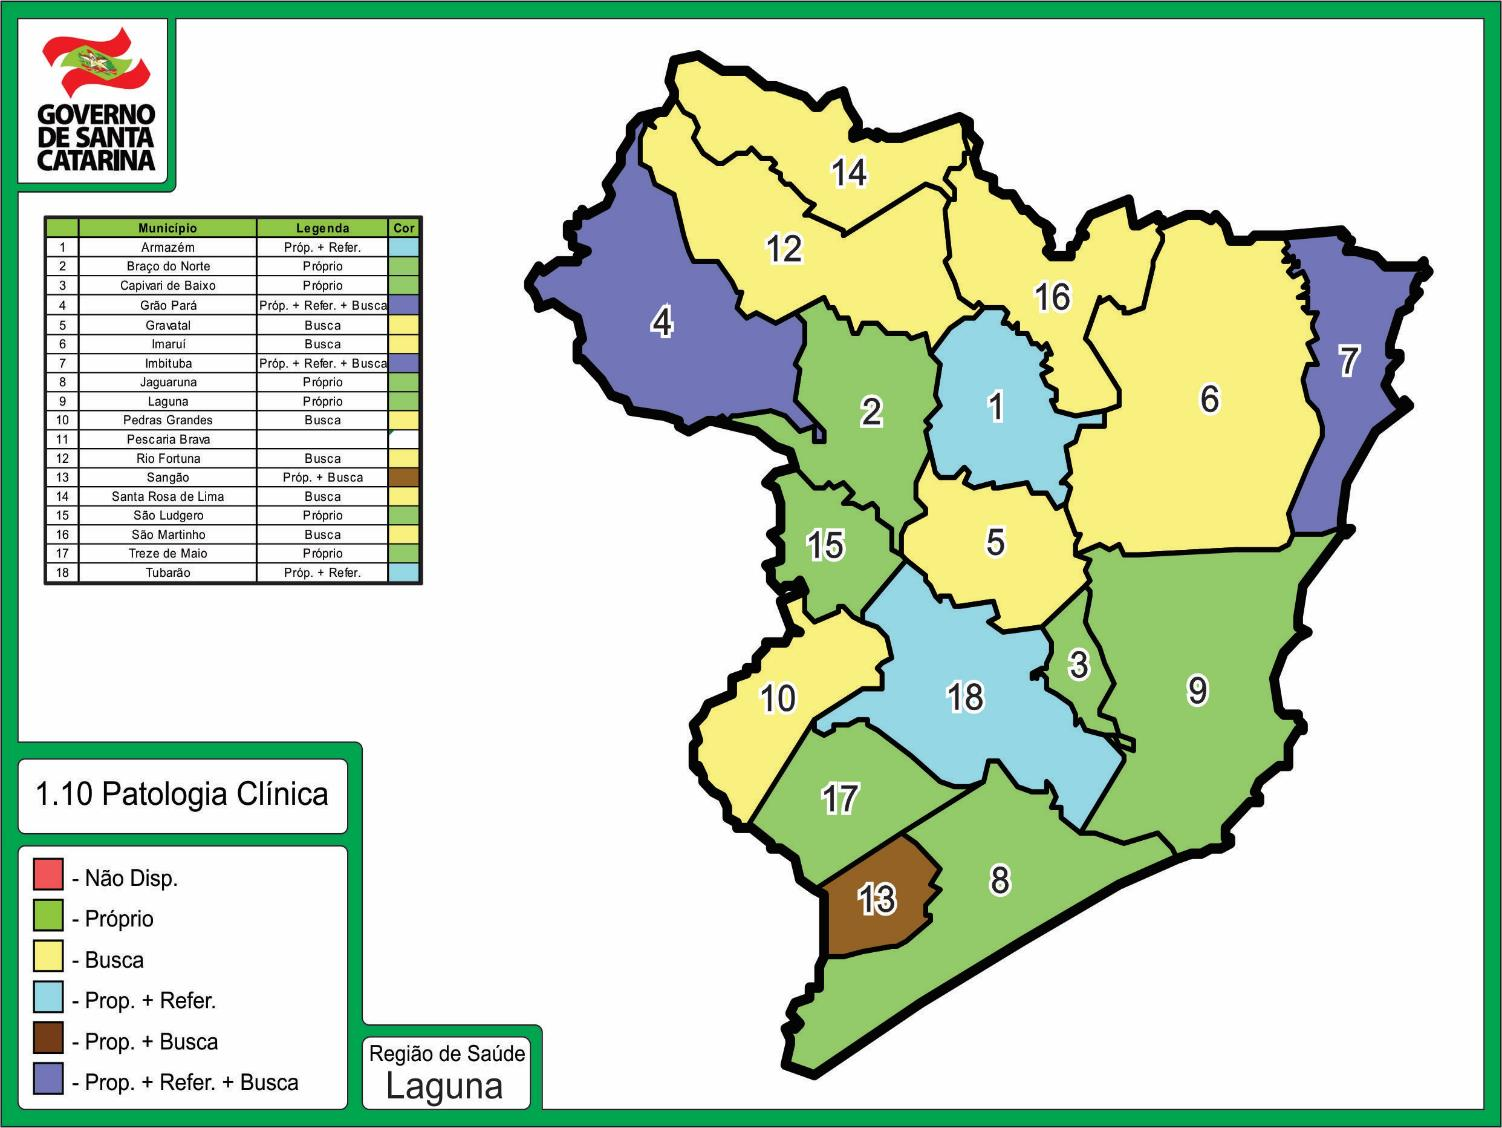 GOVERNO
DE SANTA
CATARINA
Município Legenda Cor
1 Armazém Próp. + Refer.
2 Braço do Norte Próprio
3 Capivari de Baixo Próprio
4 Grão Pará Próp. + Refer. + Busca
5 Gravatal Busca
6 Imaruí Busca
7 Imbituba Próp. + Refer. + Busca
8 Jaguaruna Próprio
9 Laguna Próprio
10 Pedras Grandes Busca
11 Pescaria Brava
12 Rio Fortuna Busca
13 Sangão Próp. + Busca
14 Santa Rosa de Lima Busca
15 São Ludgero Próprio
16 São Martinho Busca
17 Treze de Maio Próprio
18 Tubarão Próp. + Refer.
14
12
16
4
7
6
2
1
5
15
3
9
10
18
17
8
13
1.10 Patologia Clínica
- Não Disp.
- Próprio
- Busca
- Prop. + Refer.
- Prop. + Busca
- Prop. + Refer. + Busca
Região de Saúde
Laguna